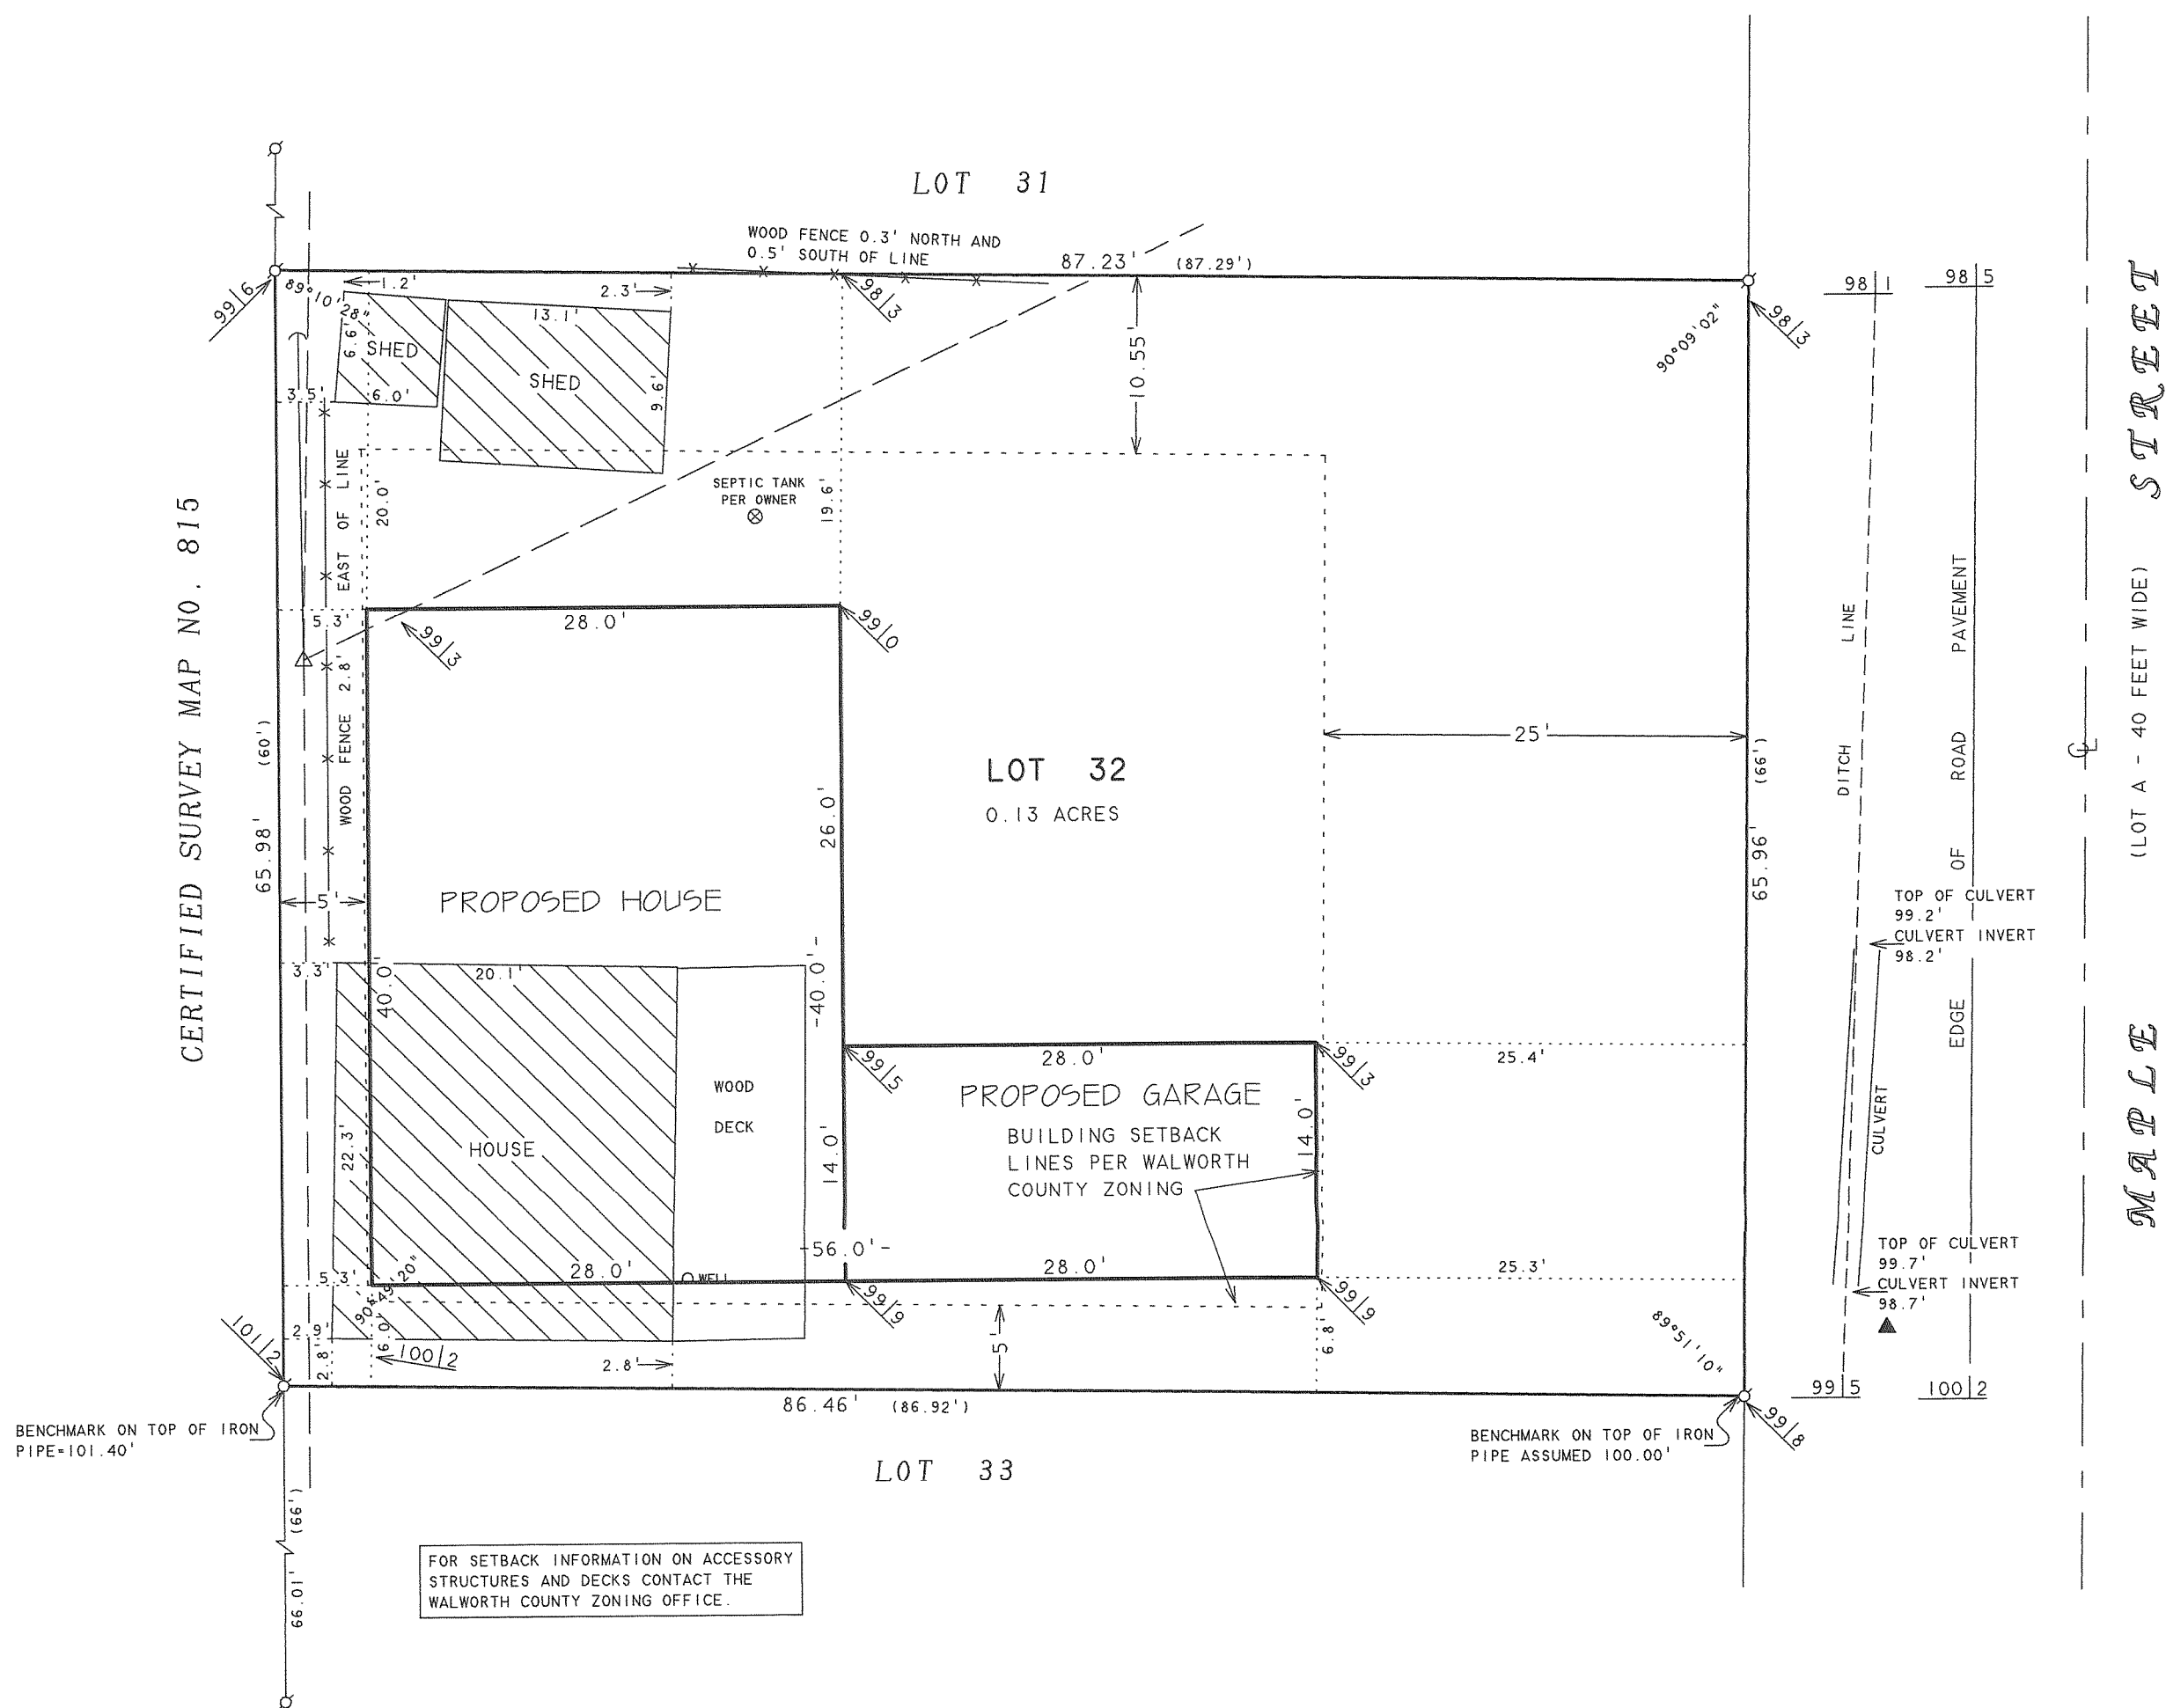 LOT 31
WOOD FENCE 0.3' NORTH AND
0.5' SOUTH OF LINE
87.23' (87.29')
99|6
89°10'28"
1.2'
2.3'
98|3
13.1'
6.6'
SHED
SHED
9.6'
3.5'
6.0'
10.55'
90°09'02"
98|3
98|1
98|5
SEPTIC TANK
PER OWNER
20.0'
19.6'
WOOD FENCE 2.8' EAST OF LINE
5.3'
28.0'
99|3
99|0
CERTIFIED SURVEY MAP NO. 815
65.98' (60')
5'
26.0'
25'
LOT 32
0.13 ACRES
65.96' (66')
PROPOSED HOUSE
3.3'
20.1'
40.0'
-40.0'-
99|5
28.0'
99|3
25.4'
PROPOSED GARAGE
BUILDING SETBACK
LINES PER WALWORTH
COUNTY ZONING
14.0'
14.0'
WOOD
DECK
HOUSE
22.3'
-56.0'-
5.3'
28.0'
WELL
28.0'
25.3'
90°49'20"
99|9
99|9
2.9'
2.8'
6.0'
100|2
2.8'
5'
6.8'
89°51'10"
101|2
86.46' (86.92')
BENCHMARK ON TOP OF IRON
PIPE=101.40'
BENCHMARK ON TOP OF IRON
PIPE ASSUMED 100.00'
99|8
99|5
100|2
LOT 33
66.01' (66')
FOR SETBACK INFORMATION ON ACCESSORY
STRUCTURES AND DECKS CONTACT THE
WALWORTH COUNTY ZONING OFFICE.
DITCH LINE
CULVERT
EDGE OF ROAD PAVEMENT
TOP OF CULVERT
99.2'
CULVERT INVERT
98.2'
TOP OF CULVERT
99.7'
CULVERT INVERT
98.7'
CL
MAPLE STREET
(LOT A - 40 FEET WIDE)